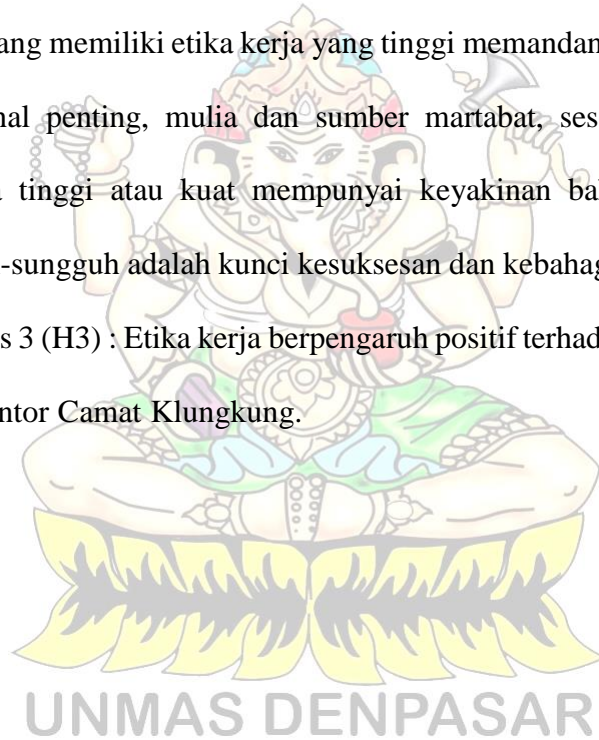 ang memiliki etika kerja yang tinggi memandan
al penting, mulia dan sumber martabat, ses
tinggi atau kuat mempunyai keyakinan ba
-sungguh adalah kunci kesuksesan dan kebahag
s 3 (H3) : Etika kerja berpengaruh positif terhad
ntor Camat Klungkung.
UNMAS DENPASAR